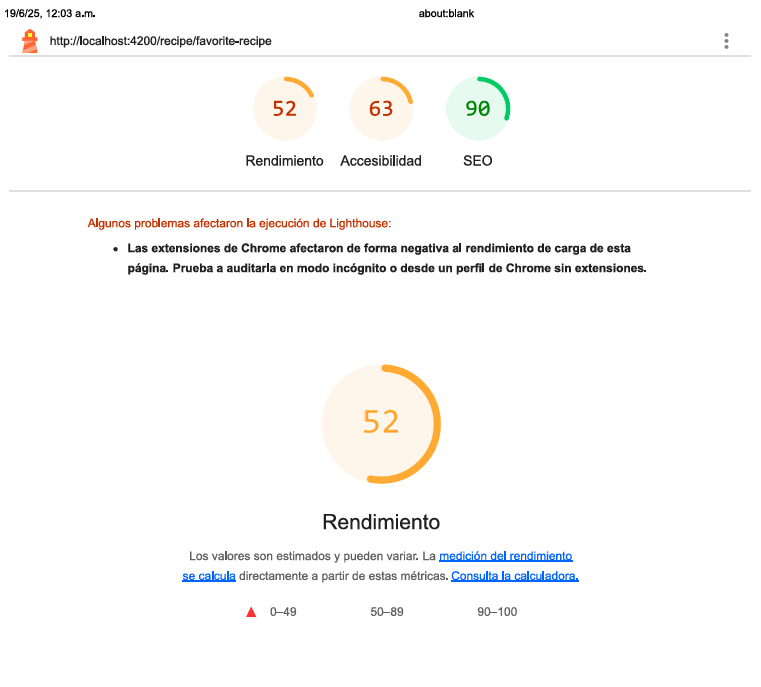 19/6/25, 12:03 a.m.
about:blank
http://localhost:4200/recipe/favorite-recipe
52
63
90
Rendimiento
Accesibilidad
SEO
Algunos problemas afectaron la ejecución de Lighthouse:
• Las extensiones de Chrome afectaron de forma negativa al rendimiento de carga de esta
página. Prueba a auditarla en modo incógnito o desde un perfil de Chrome sin extensiones.
52
Rendimiento
Los valores son estimados y pueden variar. La medición del rendimiento
se calcula directamente a partir de estas métricas. Consulta la calculadora.
0–49
50–89
90–100